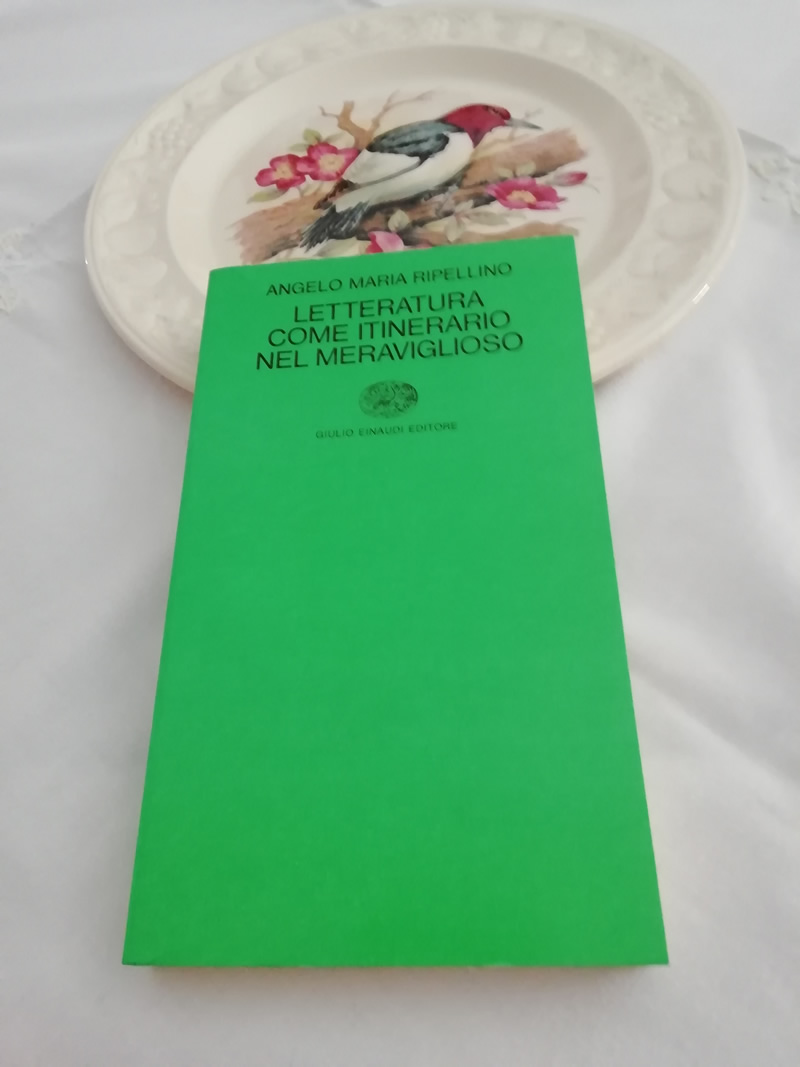 ANGELO MARIA RIPELLINO
LETTERATURA
COME ITINERARIO
NEL MERAVIGLIOSO
GIULIO EINAUDI EDITORE